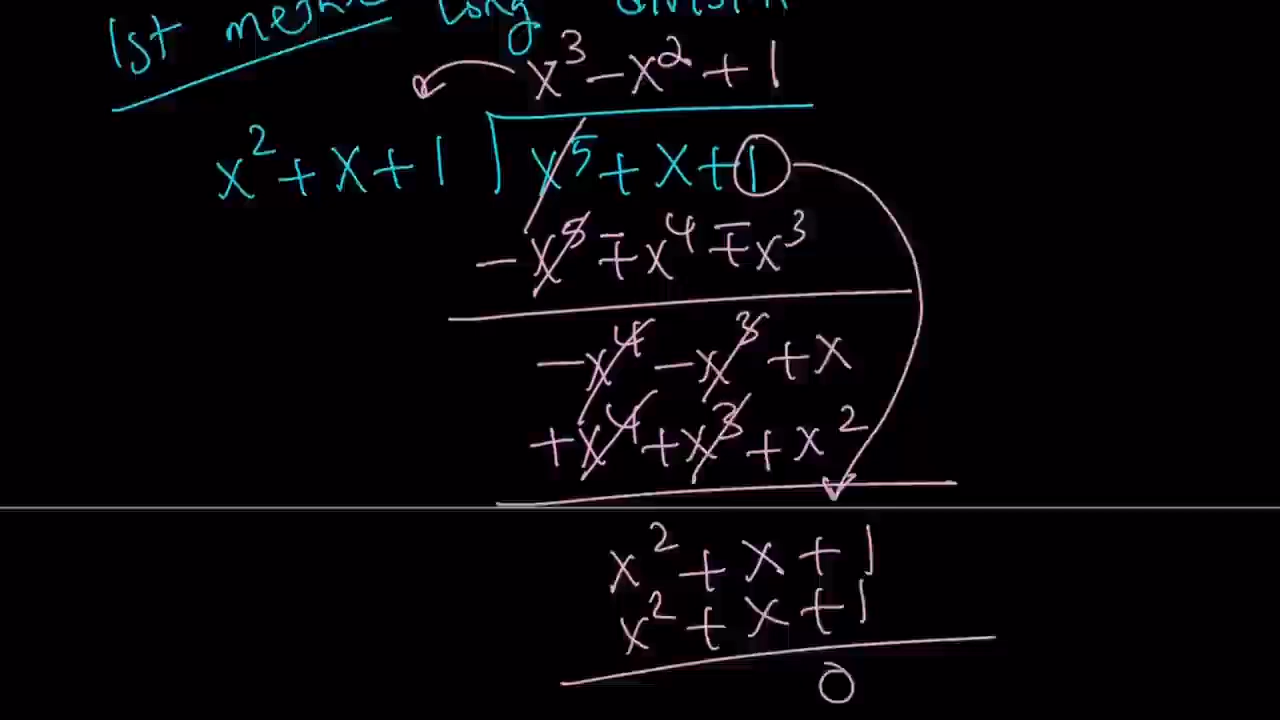 1st method long division
x³ - x² + 1
x² + x + 1 ) x⁵ + x + 1
- x⁵ ∓ x⁴ ∓ x³
- x⁴ - x³ + x
+ x⁴ + x³ + x²
x² + x + 1
x² + x + 1
0